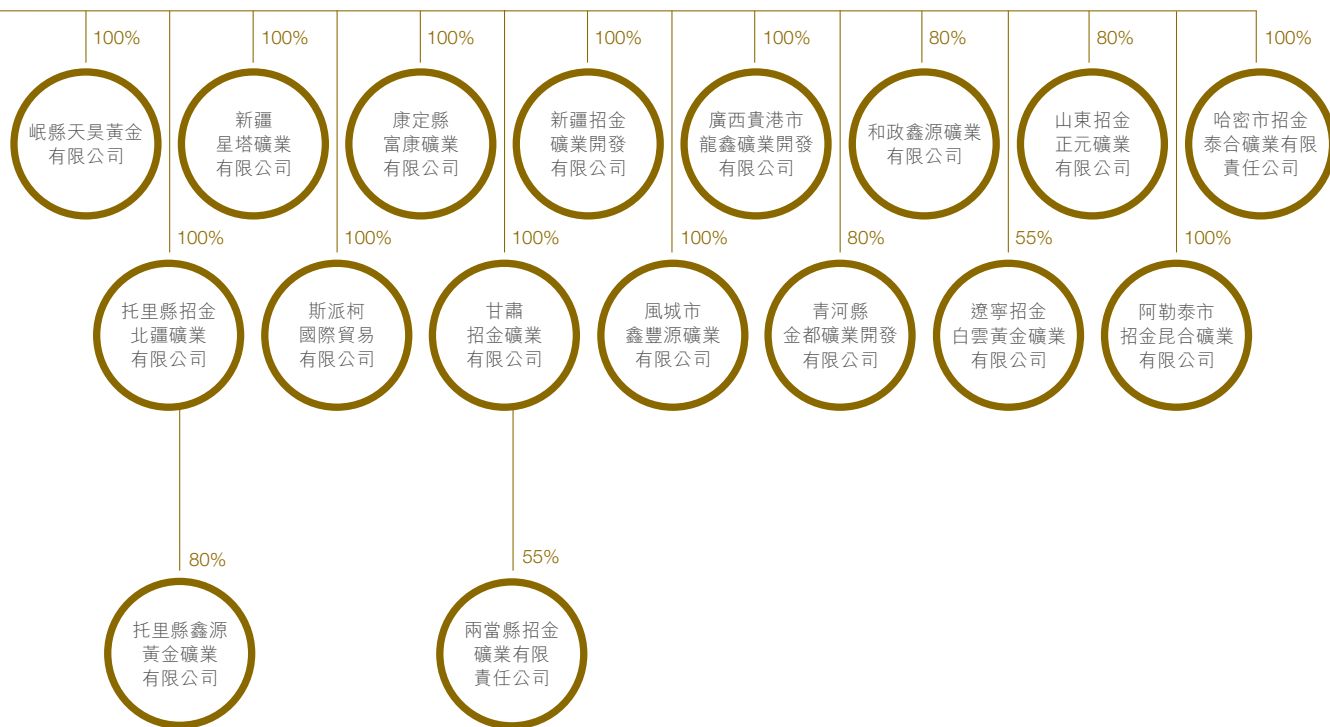 100%
100%
100%
100%
100%
80%
80%
100%
岷縣天昊黃金
有限公司
新疆
星塔礦業
有限公司
康定縣
富康礦業
有限公司
新疆招金
礦業開發
有限公司
廣西貴港市
龍鑫礦業開發
有限公司
和政鑫源礦業
有限公司
山東招金
正元礦業
有限公司
哈密市招金
泰合礦業有限
責任公司
100%
100%
100%
100%
80%
55%
100%
托里縣招金
北疆礦業
有限公司
斯派柯
國際貿易
有限公司
甘肅
招金礦業
有限公司
風城市
鑫豐源礦業
有限公司
青河縣
金都礦業開發
有限公司
遼寧招金
白雲黃金礦業
有限公司
阿勒泰市
招金昆合礦業
有限公司
80%
55%
托里縣鑫源
黃金礦業
有限公司
兩當縣招金
礦業有限
責任公司